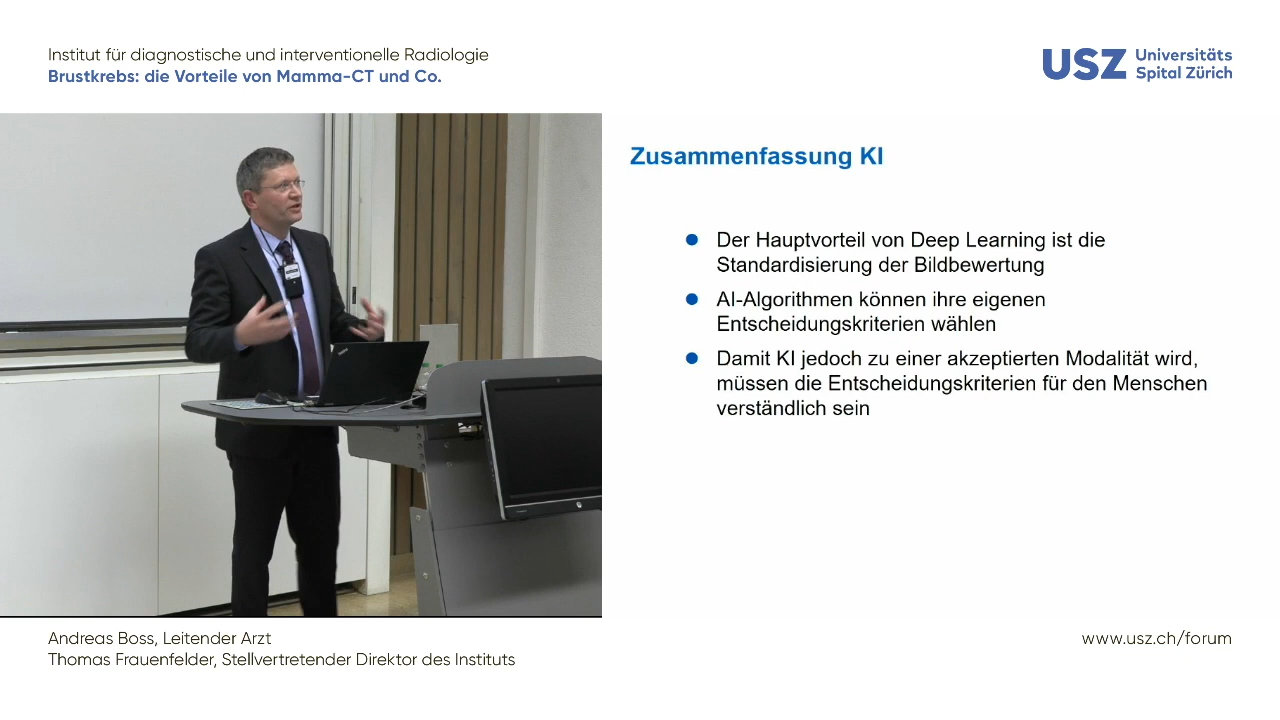 Institut für diagnostische und interventionelle Radiologie
Brustkrebs: die Vorteile von Mamma-CT und Co.
USZ Universitäts
Spital Zürich
Zusammenfassung KI
Der Hauptvorteil von Deep Learning ist die
Standardisierung der Bildbewertung
AI-Algorithmen können ihre eigenen
Entscheidungskriterien wählen
Damit KI jedoch zu einer akzeptierten Modalität wird,
müssen die Entscheidungskriterien für den Menschen
verständlich sein
Andreas Boss, Leitender Arzt
Thomas Frauenfelder, Stellvertretender Direktor des Instituts
www.usz.ch/forum